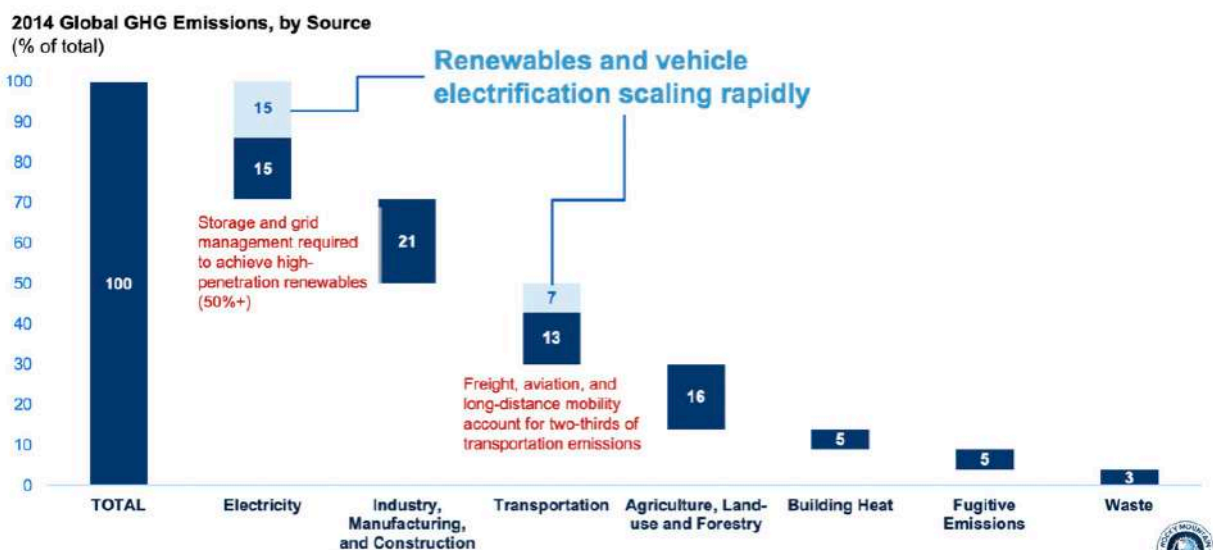 2014 Global GHG Emissions, by Source
(% of total)
Renewables and vehicle
electrification scaling rapidly
100
90
80
70
60
50
40
30
20
10
0
100
15
15
Storage and grid
management required
to achieve high-
penetration renewables
(50%+)
21
7
13
Freight, aviation, and
long-distance mobility
account for two-thirds of
transportation emissions
16
5
5
3
TOTAL
Electricity
Industry,
Manufacturing,
and Construction
Transportation
Agriculture, Land-
use and Forestry
Building Heat
Fugitive
Emissions
Waste
ROCKY MOUNTAIN